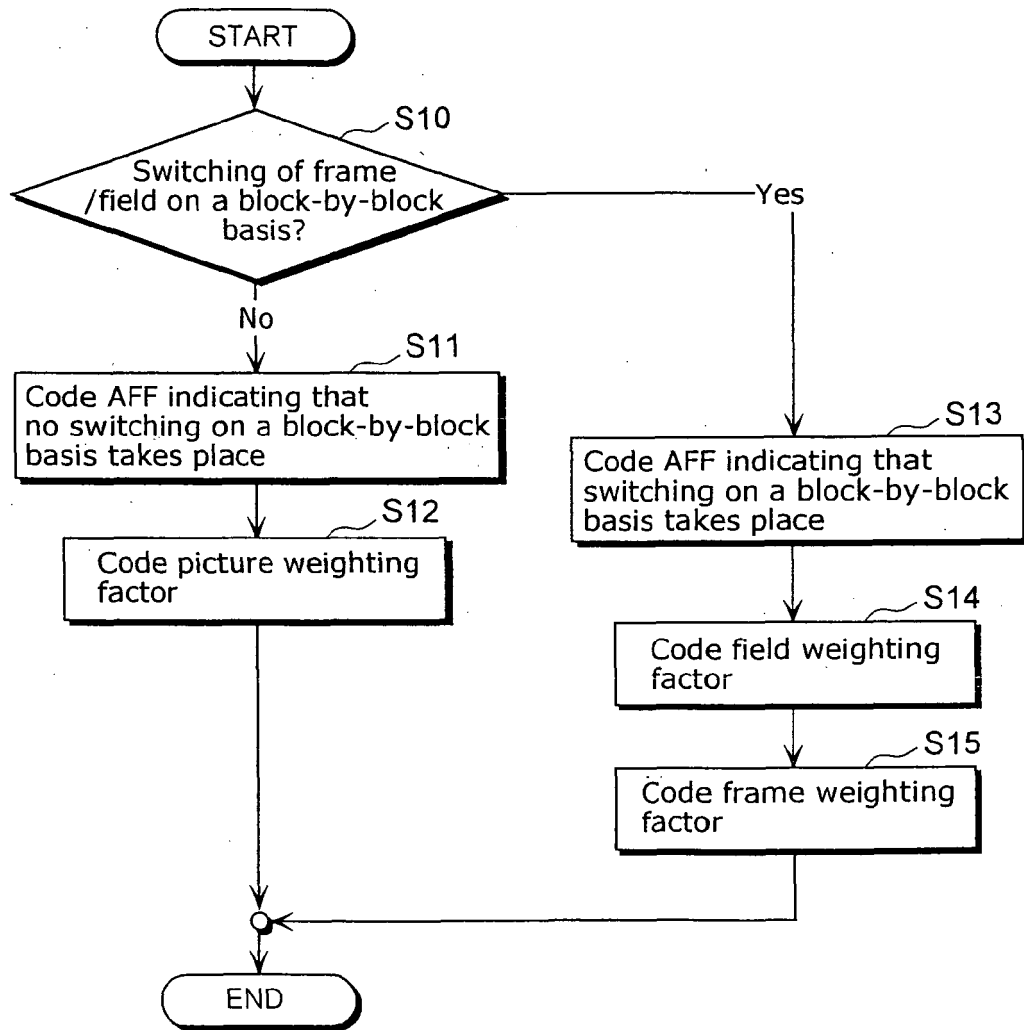 START
S10
Switching of frame
/field on a block-by-block
basis?
Yes
No
S11
Code AFF indicating that
no switching on a block-by-block
basis takes place
S12
Code picture weighting
factor
S13
Code AFF indicating that
switching on a block-by-block
basis takes place
S14
Code field weighting
factor
S15
Code frame weighting
factor
END